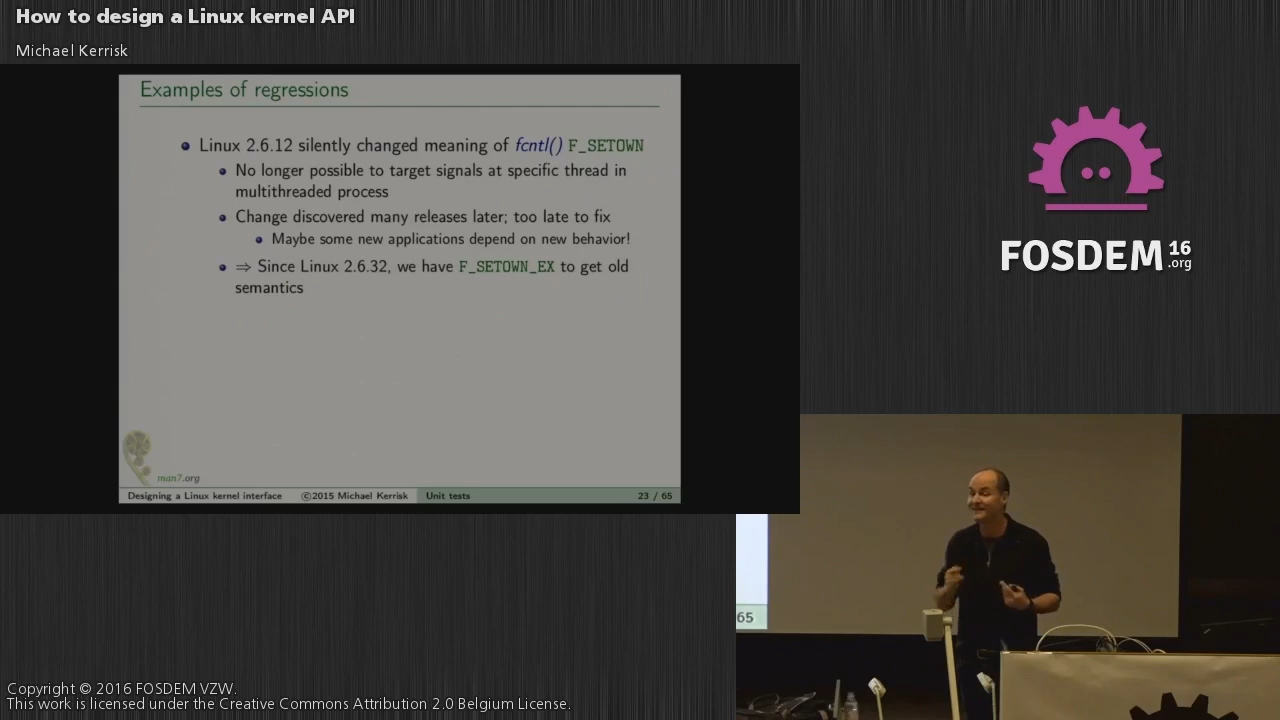 How to design a Linux kernel API
Michael Kerrisk
Examples of regressions
Linux 2.6.12 silently changed meaning of fcntl() F_SETOWN
No longer possible to target signals at specific thread in
multithreaded process
Change discovered many releases later; too late to fix
Maybe some new applications depend on new behavior!
⇒ Since Linux 2.6.32, we have F_SETOWN_EX to get old
semantics
man7.org
Designing a Linux kernel interface ©2015 Michael Kerrisk Unit tests 23 / 65
FOSDEM 16 .org
65
Copyright © 2016 FOSDEM VZW.
This work is licensed under the Creative Commons Attribution 2.0 Belgium License.